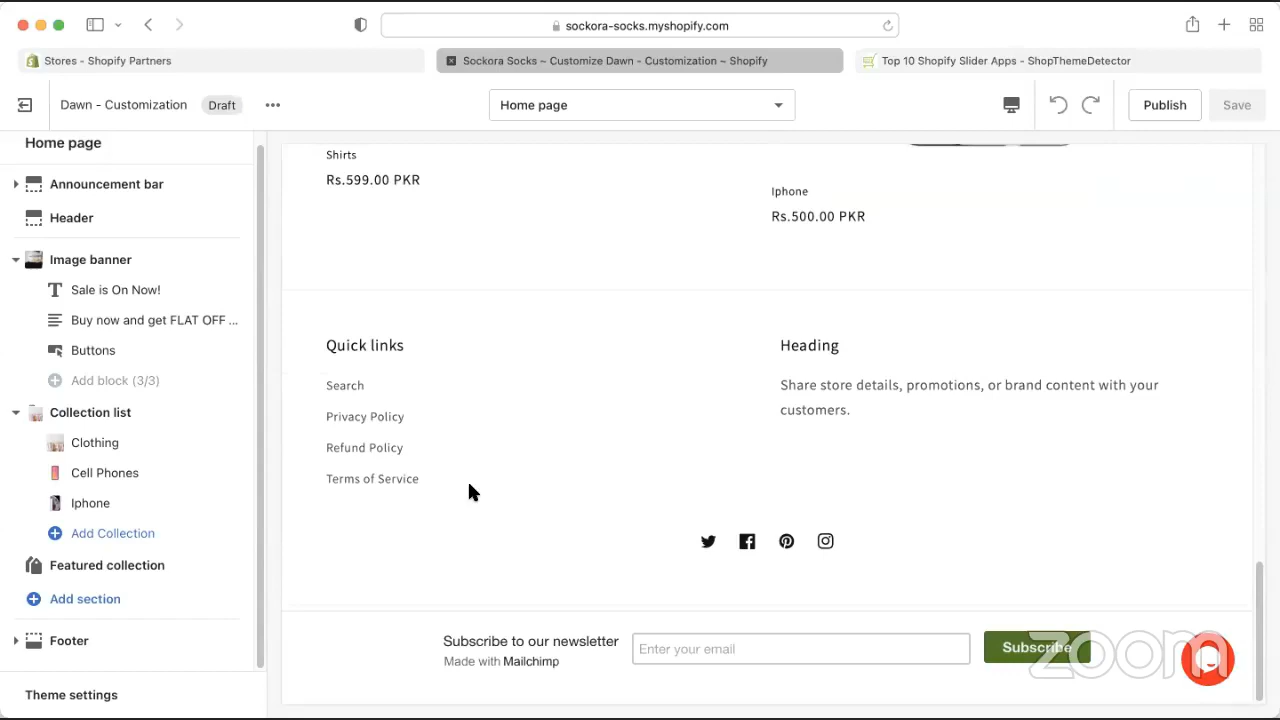 sockora-socks.myshopify.com
Stores - Shopify Partners
Sockora Socks ~ Customize Dawn - Customization ~ Shopify
Top 10 Shopify Slider Apps - ShopThemeDetector
Dawn - Customization
Draft
Home page
Publish
Save
Home page
Announcement bar
Header
Image banner
Sale is On Now!
Buy now and get FLAT OFF ...
Buttons
Add block (3/3)
Collection list
Clothing
Cell Phones
Iphone
Add Collection
Featured collection
Add section
Footer
Theme settings
Shirts
Rs.599.00 PKR
Iphone
Rs.500.00 PKR
Quick links
Search
Privacy Policy
Refund Policy
Terms of Service
Heading
Share store details, promotions, or brand content with your
customers.
Subscribe to our newsletter
Made with Mailchimp
Enter your email
Subscribe
zoom